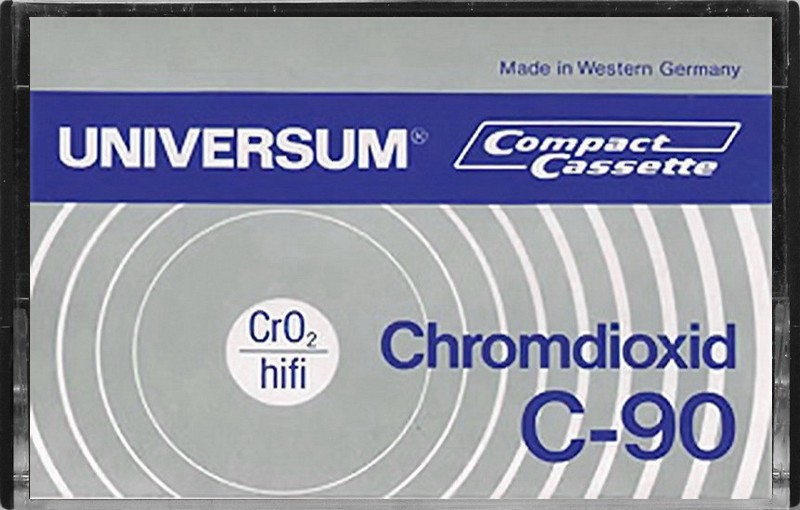 Made in Western Germany
UNIVERSUM®
Compact
Cassette
CrO₂
hifi
Chromdioxid
C-90